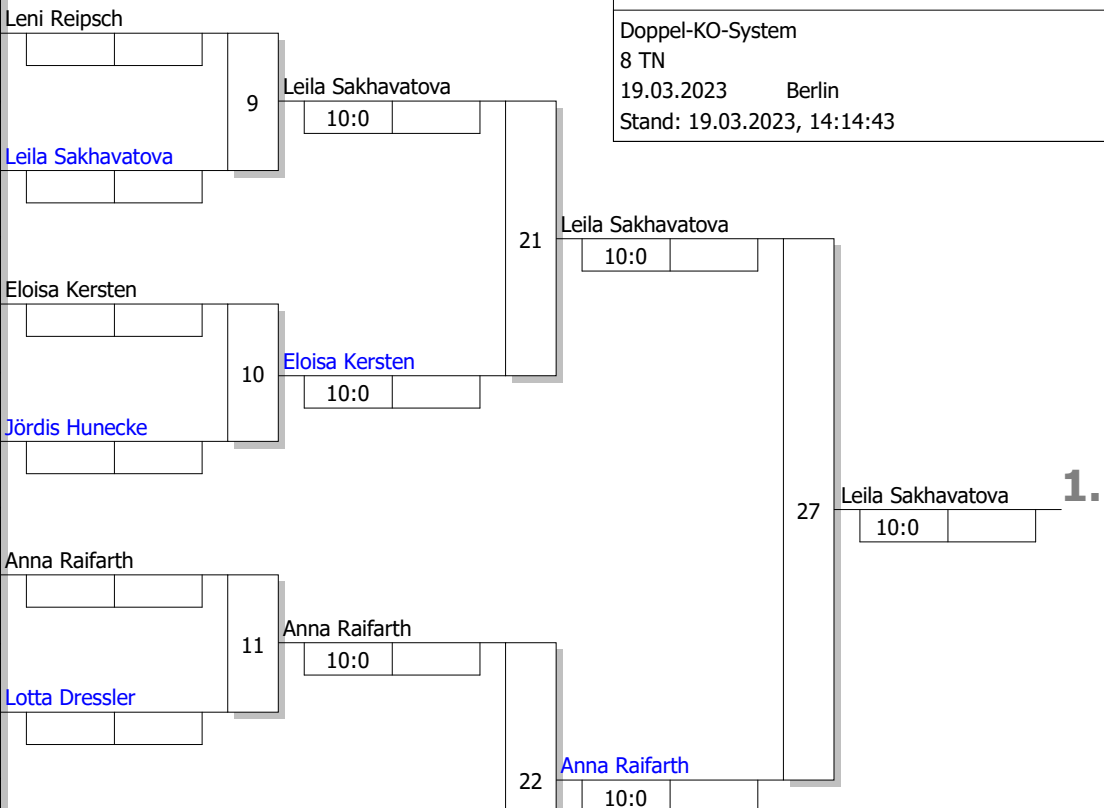 Leni Reipsch
Doppel-KO-System
8 TN
19.03.2023 Berlin
Stand: 19.03.2023, 14:14:43
9
Leila Sakhavatova
10:0
Leila Sakhavatova
21
Leila Sakhavatova
10:0
Eloisa Kersten
10
Eloisa Kersten
10:0
Jördis Hunecke
27
Leila Sakhavatova
1.
10:0
Anna Raifarth
11
Anna Raifarth
10:0
Lotta Dressler
22
Anna Raifarth
10:0